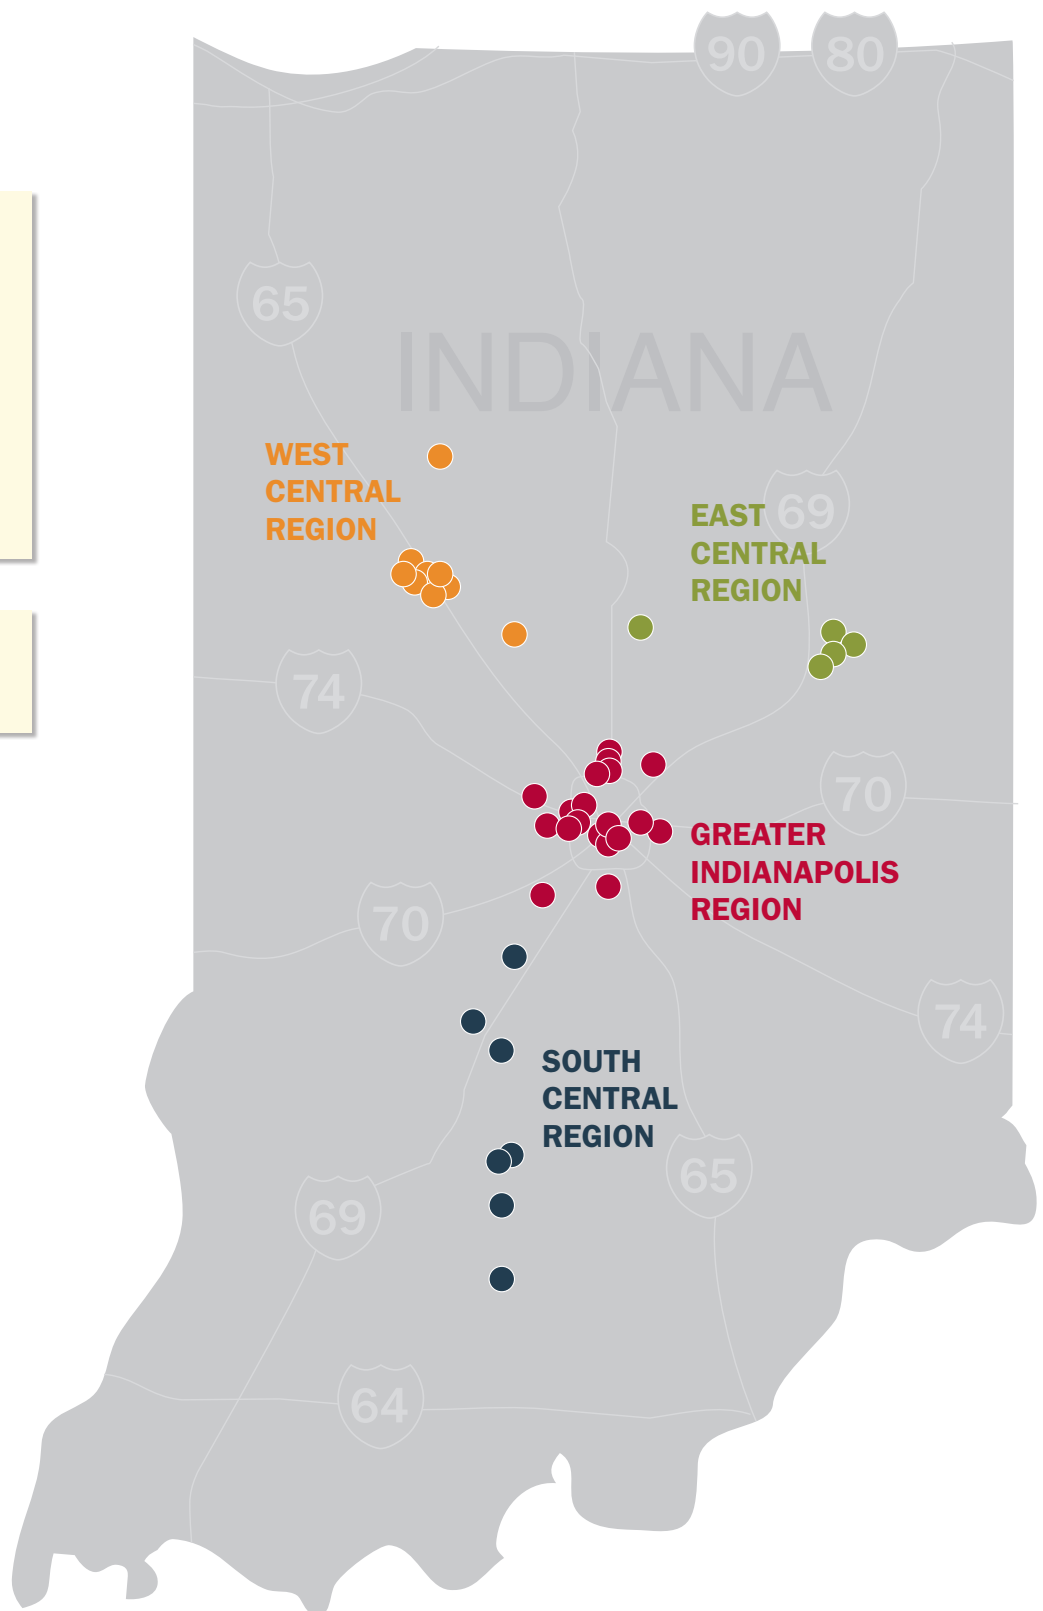 90
80
65
INDIANA
WEST
CENTRAL
REGION
69
EAST
CENTRAL
REGION
74
70
GREATER
INDIANAPOLIS
REGION
70
74
SOUTH
CENTRAL
REGION
65
69
64